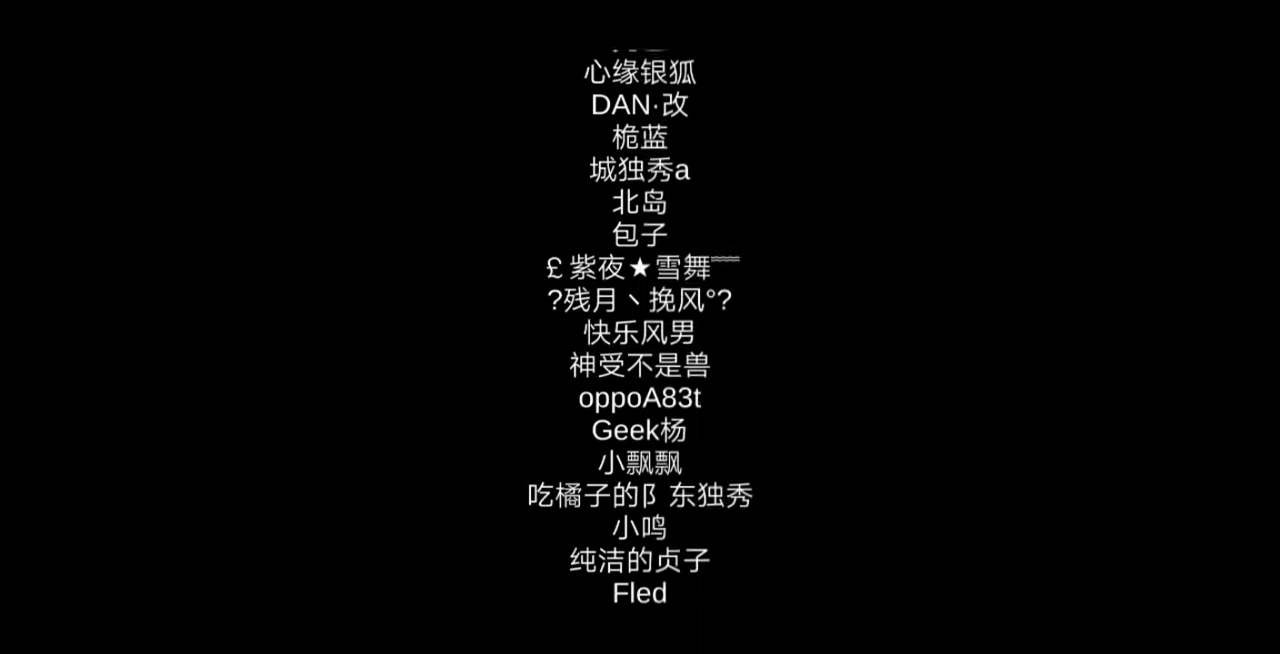 心缘银狐
DAN·改
桅蓝
城独秀a
北岛
包子
£ 紫夜★雪舞﹌
?残月丶挽风°?
快乐风男
神受不是兽
oppoA83t
Geek杨
小飘飘
吃橘子的阝东独秀
小鸣
纯洁的贞子
Fled